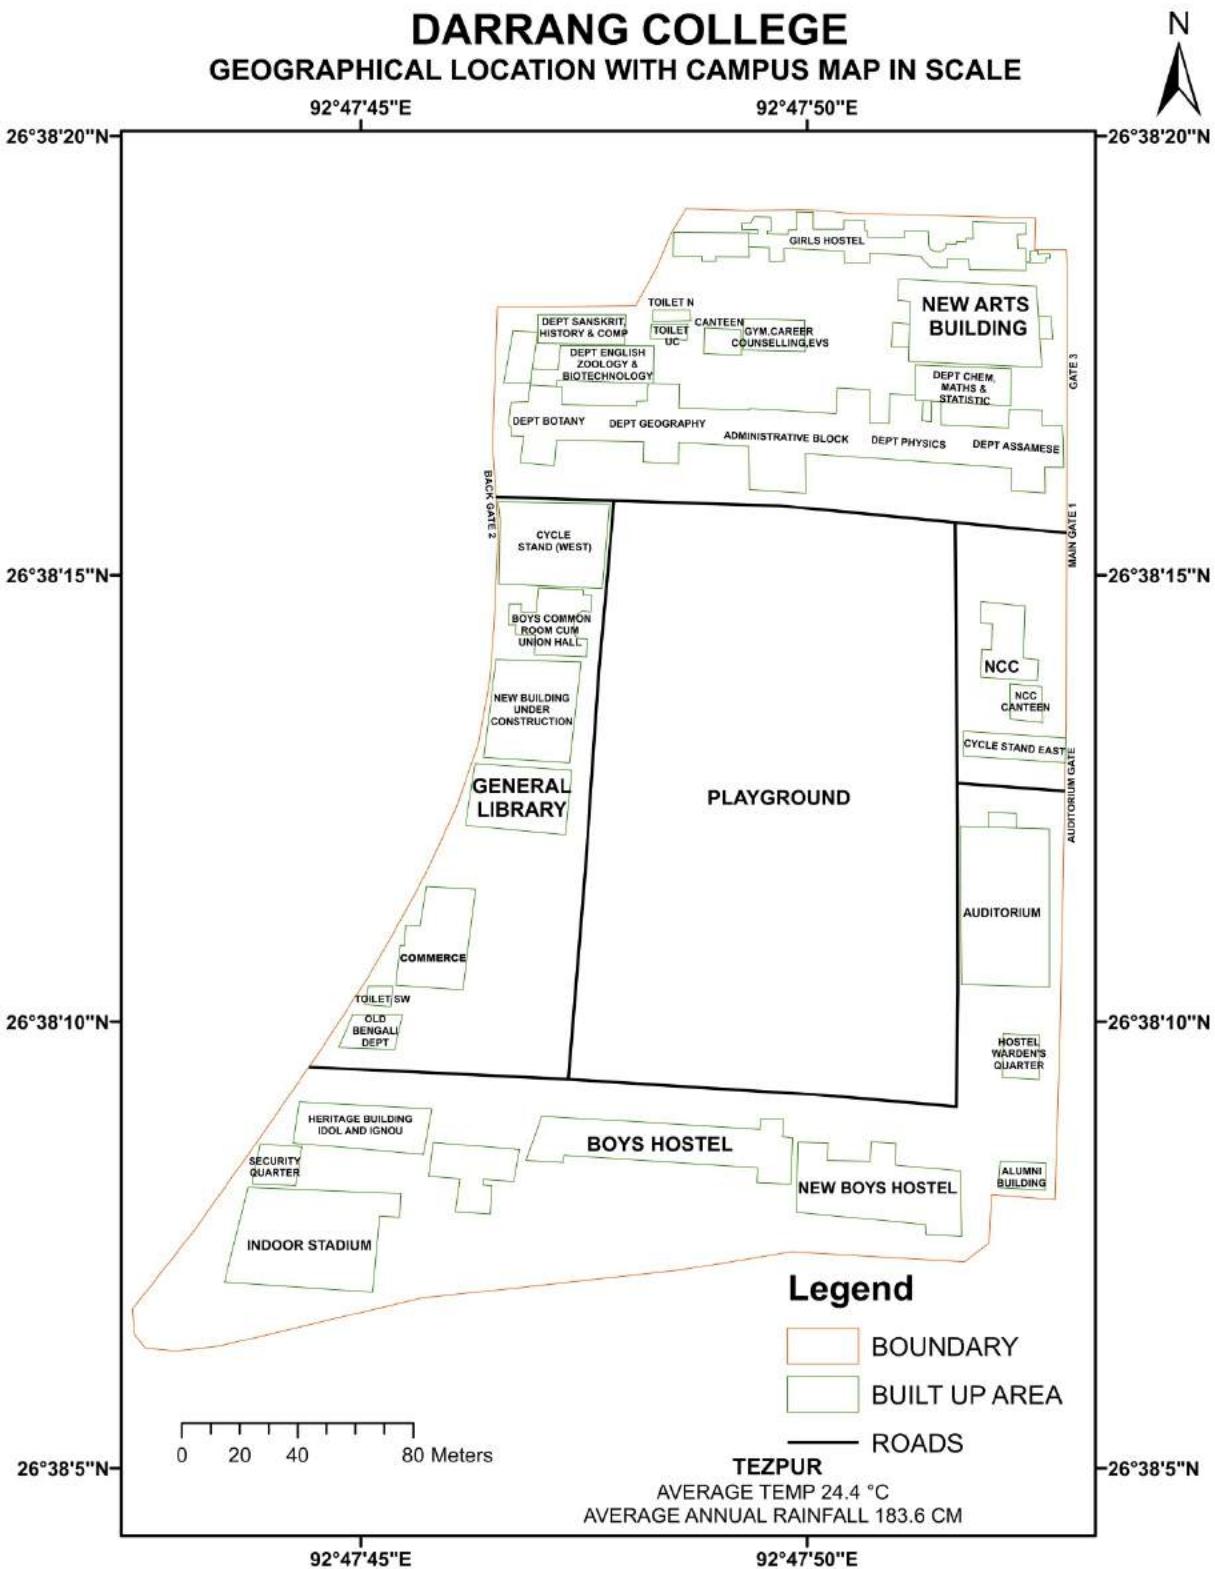 DARRANG COLLEGE
GEOGRAPHICAL LOCATION WITH CAMPUS MAP IN SCALE
N
92°47'45"E
92°47'50"E
26°38'20"N
26°38'20"N
GIRLS HOSTEL
NEW ARTS
BUILDING
TOILET N
TOILET
UC
CANTEEN
GYM,CAREER
COUNSELLING,EVS
DEPT SANSKRIT,
HISTORY & COMP
DEPT ENGLISH
ZOOLOGY &
BIOTECHNOLOGY
GATE 3
DEPT CHEM,
MATHS &
STATISTIC
DEPT BOTANY
DEPT GEOGRAPHY
ADMINISTRATIVE BLOCK
DEPT PHYSICS
DEPT ASSAMESE
BACK GATE 2
MAIN GATE 1
CYCLE
STAND (WEST)
26°38'15"N
26°38'15"N
BOYS COMMON
ROOM CUM
UNION HALL
NCC
NCC
CANTEEN
NEW BUILDING
UNDER
CONSTRUCTION
CYCLE STAND EAST
AUDITORIUM GATE
GENERAL
LIBRARY
PLAYGROUND
AUDITORIUM
COMMERCE
TOILET SW
OLD
BENGALI
DEPT
26°38'10"N
26°38'10"N
HOSTEL
WARDEN'S
QUARTER
HERITAGE BUILDING
IDOL AND IGNOU
BOYS HOSTEL
SECURITY
QUARTER
NEW BOYS HOSTEL
ALUMNI
BUILDING
INDOOR STADIUM
Legend
BOUNDARY
BUILT UP AREA
ROADS
0 20 40 80 Meters
26°38'5"N
26°38'5"N
TEZPUR
AVERAGE TEMP 24.4 °C
AVERAGE ANNUAL RAINFALL 183.6 CM
92°47'45"E
92°47'50"E